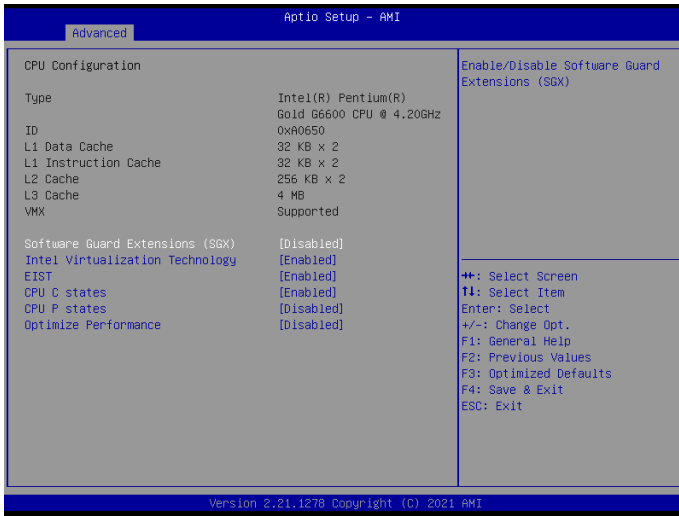 Aptio Setup – AMI
Advanced
CPU Configuration
Type Intel(R) Pentium(R)
Gold G6600 CPU @ 4.20GHz
ID 0xA0650
L1 Data Cache 32 KB x 2
L1 Instruction Cache 32 KB x 2
L2 Cache 256 KB x 2
L3 Cache 4 MB
VMX Supported
Software Guard Extensions (SGX) [Disabled]
Intel Virtualization Technology [Enabled]
EIST [Enabled]
CPU C states [Enabled]
CPU P states [Disabled]
Optimize Performance [Disabled]
Enable/Disable Software Guard
Extensions (SGX)
→←: Select Screen
↑↓: Select Item
Enter: Select
+/-: Change Opt.
F1: General Help
F2: Previous Values
F3: Optimized Defaults
F4: Save & Exit
ESC: Exit
Version 2.21.1278 Copyright (C) 2021 AMI